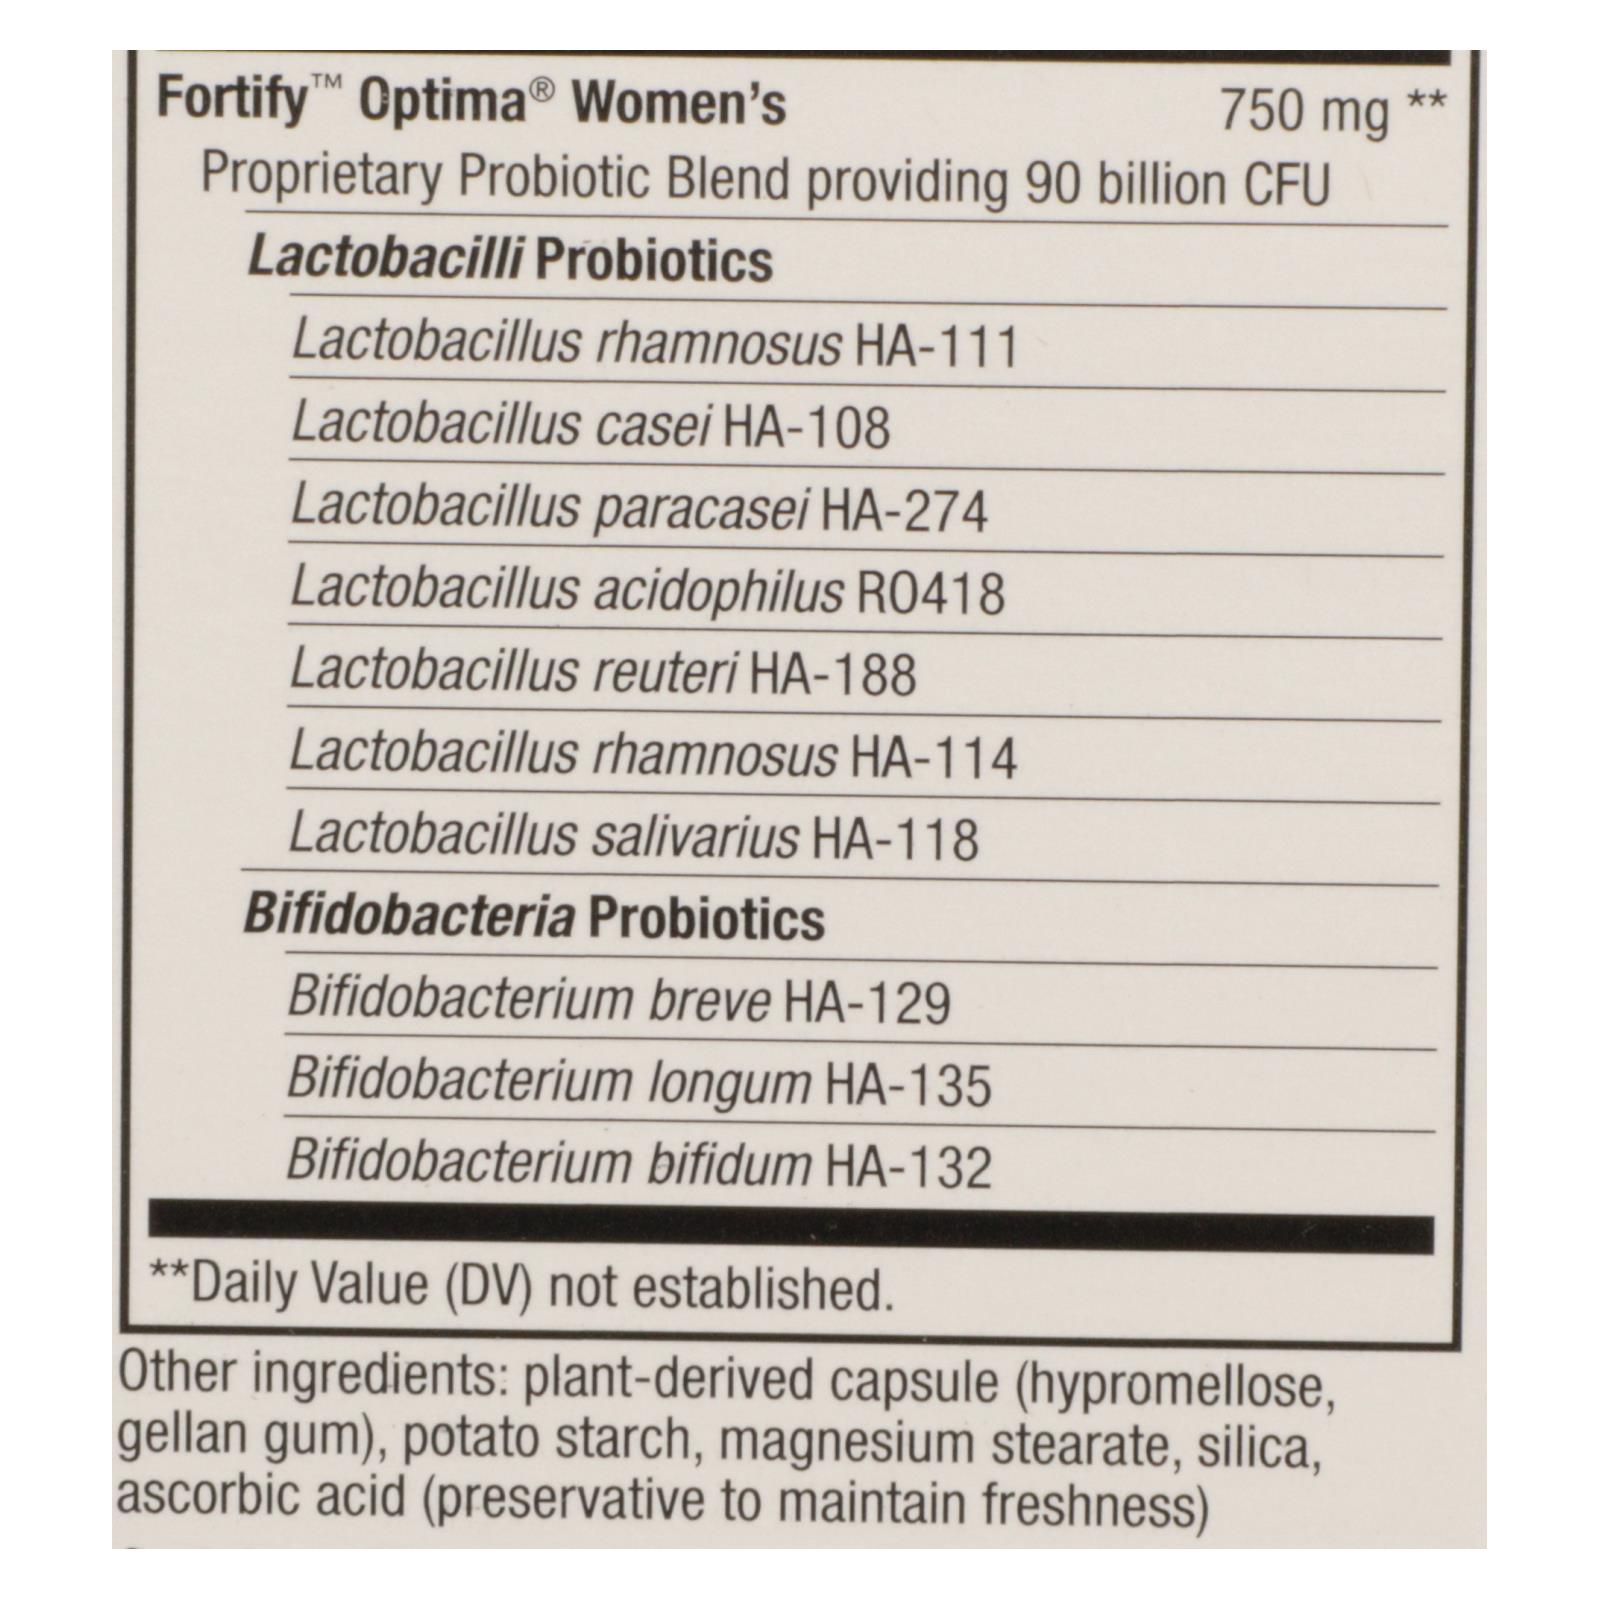 Fortify™ Optima® Women's 750 mg **
Proprietary Probiotic Blend providing 90 billion CFU
Lactobacilli Probiotics
Lactobacillus rhamnosus HA-111
Lactobacillus casei HA-108
Lactobacillus paracasei HA-274
Lactobacillus acidophilus RO418
Lactobacillus reuteri HA-188
Lactobacillus rhamnosus HA-114
Lactobacillus salivarius HA-118
Bifidobacteria Probiotics
Bifidobacterium breve HA-129
Bifidobacterium longum HA-135
Bifidobacterium bifidum HA-132
**Daily Value (DV) not established.
Other ingredients: plant-derived capsule (hypromellose,
gellan gum), potato starch, magnesium stearate, silica,
ascorbic acid (preservative to maintain freshness)